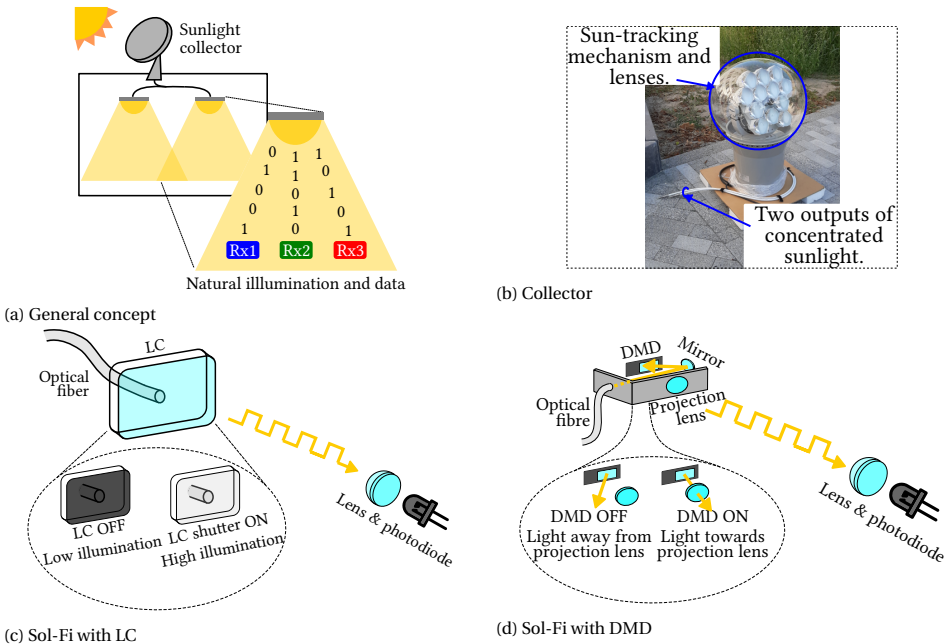 Sunlight
collector
0 1 1
1 1 0
0 1 1
0 0 0
1 0 1
Rx1 Rx2 Rx3
Natural illlumination and data
(a) General concept
Sun-tracking
mechanism and
lenses.
Two outputs of
concentrated
sunlight.
(b) Collector
LC
Optical
fiber
LC OFF
Low illumination
LC shutter ON
High illumination
Lens & photodiode
(c) Sol-Fi with LC
DMD
Mirror
Optical
fibre
Projection
lens
DMD OFF
Light away from
projection lens
DMD ON
Light towards
projection lens
Lens & photodiode
(d) Sol-Fi with DMD